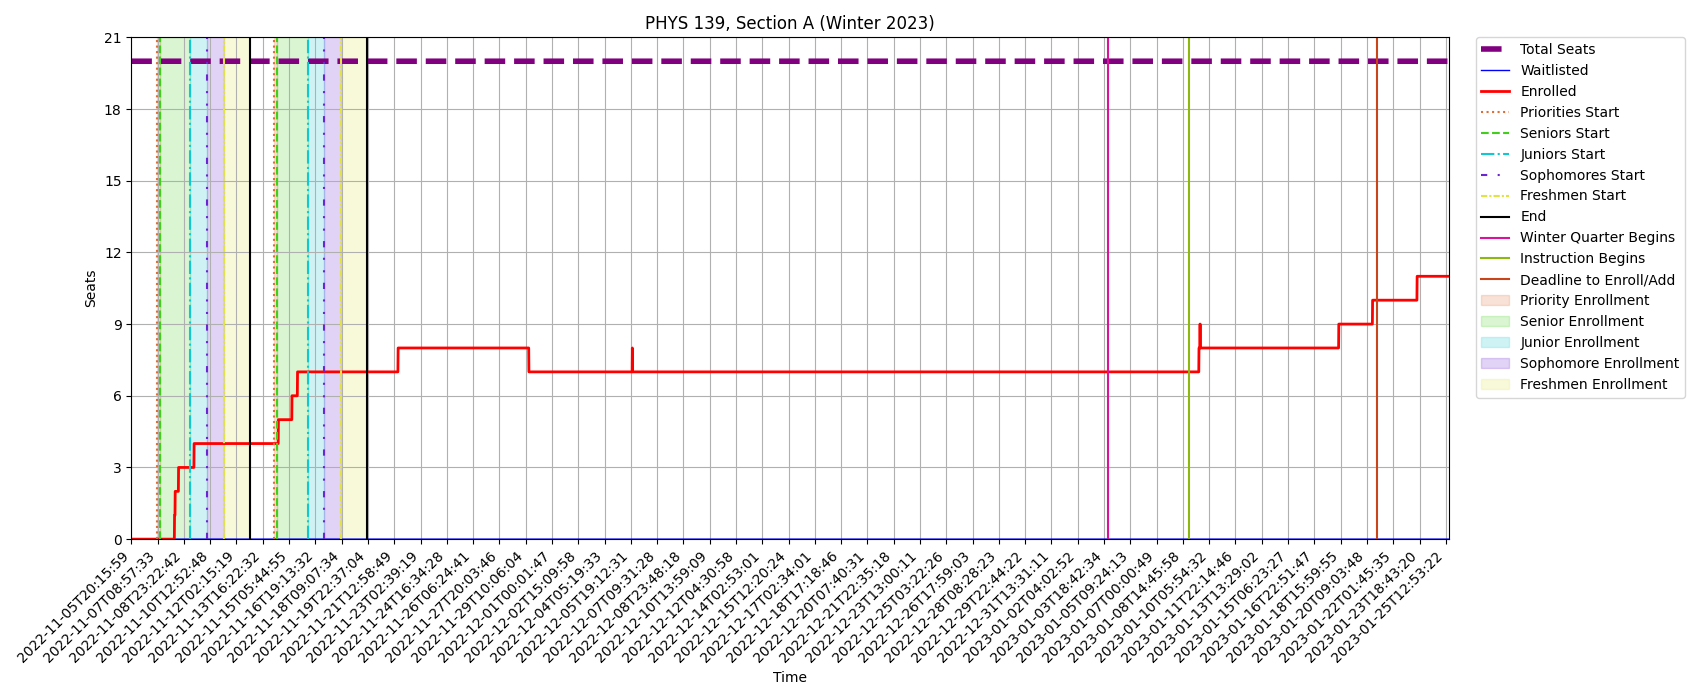 PHYS 139, Section A (Winter 2023)
21
18
15
12
9
6
3
0
Seats
2022-11-05T20:15:59
2022-11-07T08:57:33
2022-11-08T23:22:42
2022-11-10T12:52:48
2022-11-12T02:15:19
2022-11-13T16:22:32
2022-11-15T05:44:55
2022-11-16T19:13:32
2022-11-18T09:07:34
2022-11-19T22:37:04
2022-11-21T12:58:49
2022-11-23T02:39:19
2022-11-24T16:34:28
2022-11-26T06:24:41
2022-11-27T20:03:46
2022-11-29T10:06:04
2022-12-01T00:01:47
2022-12-02T15:09:58
2022-12-04T05:19:33
2022-12-05T19:12:31
2022-12-07T09:31:28
2022-12-08T23:48:18
2022-12-10T13:59:09
2022-12-12T04:30:58
2022-12-14T02:53:01
2022-12-15T12:20:24
2022-12-17T02:34:01
2022-12-18T17:18:46
2022-12-20T07:40:31
2022-12-21T22:35:18
2022-12-23T13:00:11
2022-12-25T03:22:26
2022-12-26T17:59:03
2022-12-28T08:28:23
2022-12-29T22:44:22
2022-12-31T13:31:11
2023-01-02T04:02:52
2023-01-03T18:42:34
2023-01-05T09:24:13
2023-01-07T00:00:49
2023-01-08T14:45:58
2023-01-10T05:54:32
2023-01-11T22:14:46
2023-01-13T13:29:02
2023-01-15T06:23:27
2023-01-16T22:51:47
2023-01-18T15:59:55
2023-01-20T09:03:48
2023-01-22T01:45:35
2023-01-23T18:43:20
2023-01-25T12:53:22
Time
Total Seats
Waitlisted
Enrolled
Priorities Start
Seniors Start
Juniors Start
Sophomores Start
Freshmen Start
End
Winter Quarter Begins
Instruction Begins
Deadline to Enroll/Add
Priority Enrollment
Senior Enrollment
Junior Enrollment
Sophomore Enrollment
Freshmen Enrollment